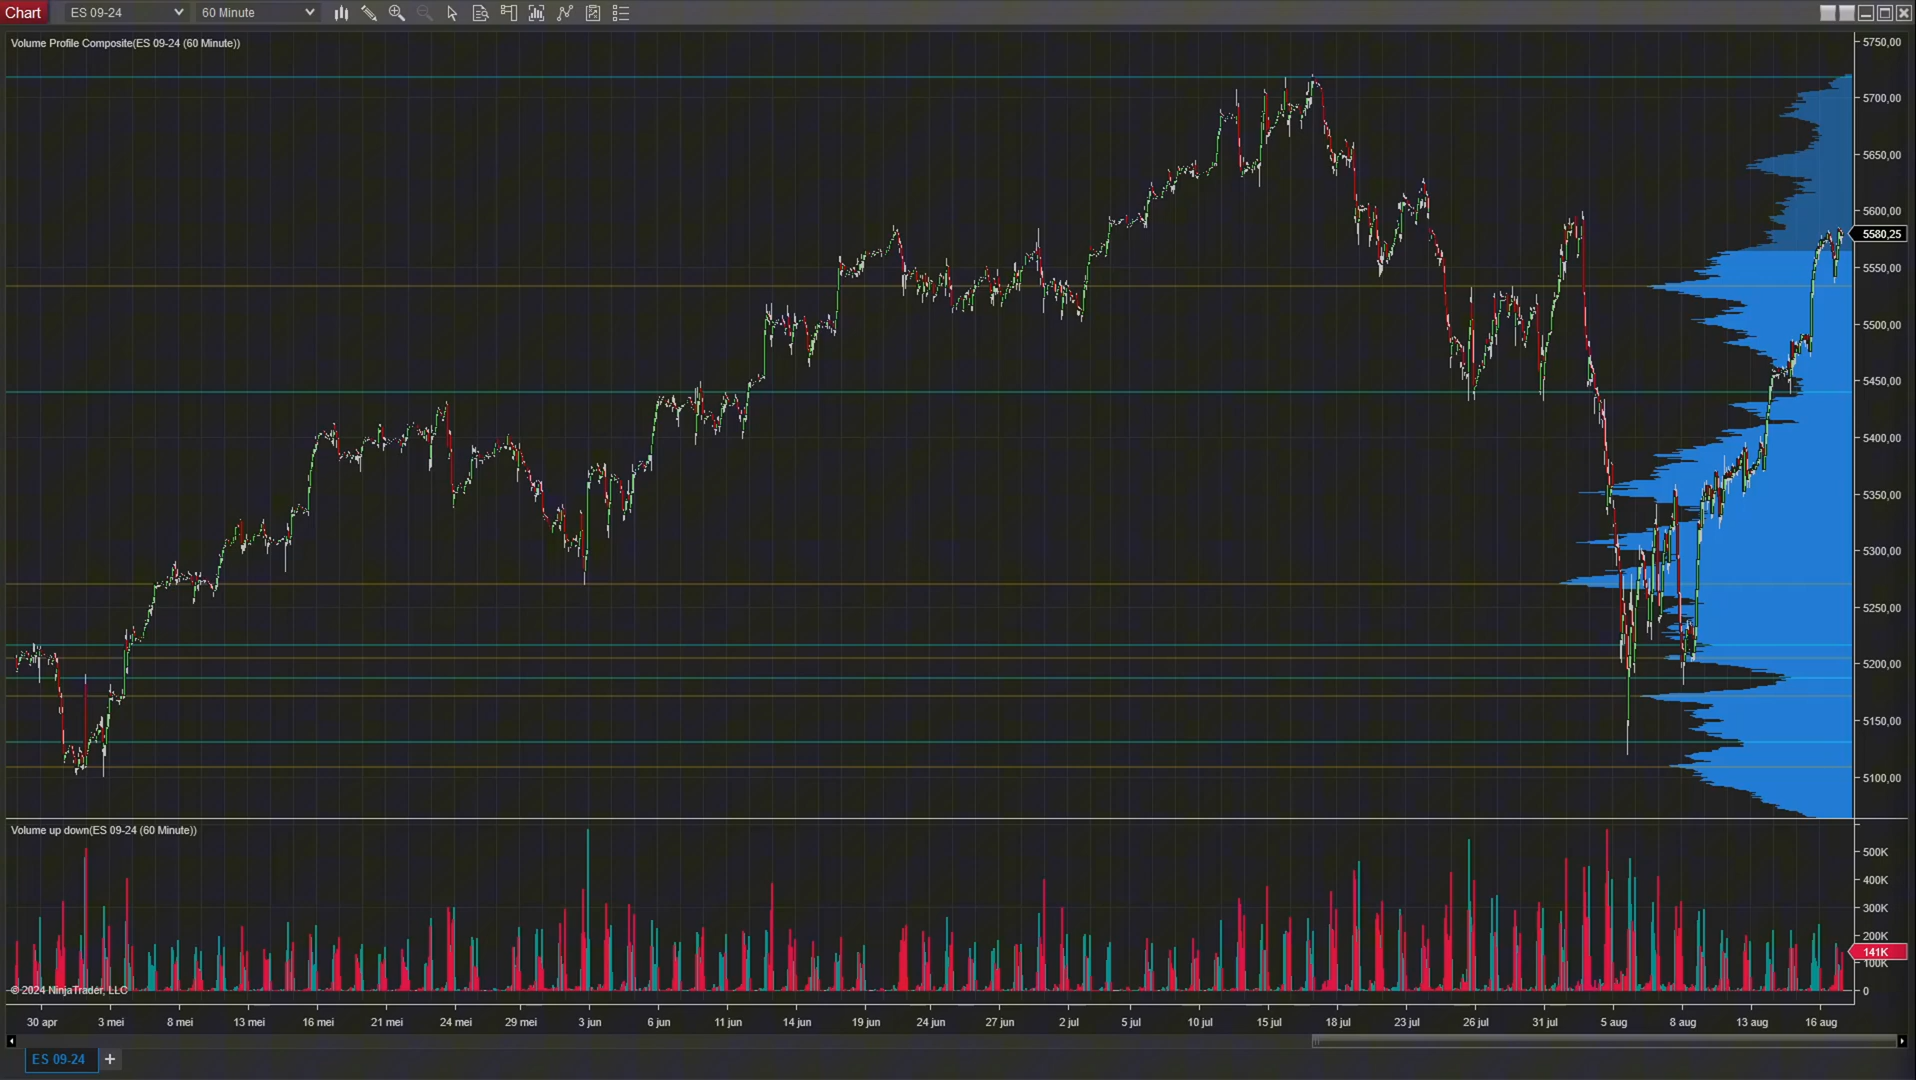 Chart ES 09-24 60 Minute
Volume Profile Composite(ES 09-24 (60 Minute))
5750,00
5700,00
5650,00
5600,00
5580,25
5550,00
5500,00
5450,00
5400,00
5350,00
5300,00
5250,00
5200,00
5150,00
5100,00
Volume up down(ES 09-24 (60 Minute))
500K
400K
300K
200K
141K
100K
0
© 2024 NinjaTrader, LLC
30 apr 3 mei 8 mei 13 mei 16 mei 21 mei 24 mei 29 mei 3 jun 6 jun 11 jun 14 jun 19 jun 24 jun 27 jun 2 jul 5 jul 10 jul 15 jul 18 jul 23 jul 26 jul 31 jul 5 aug 8 aug 13 aug 16 aug
ES 09-24 +